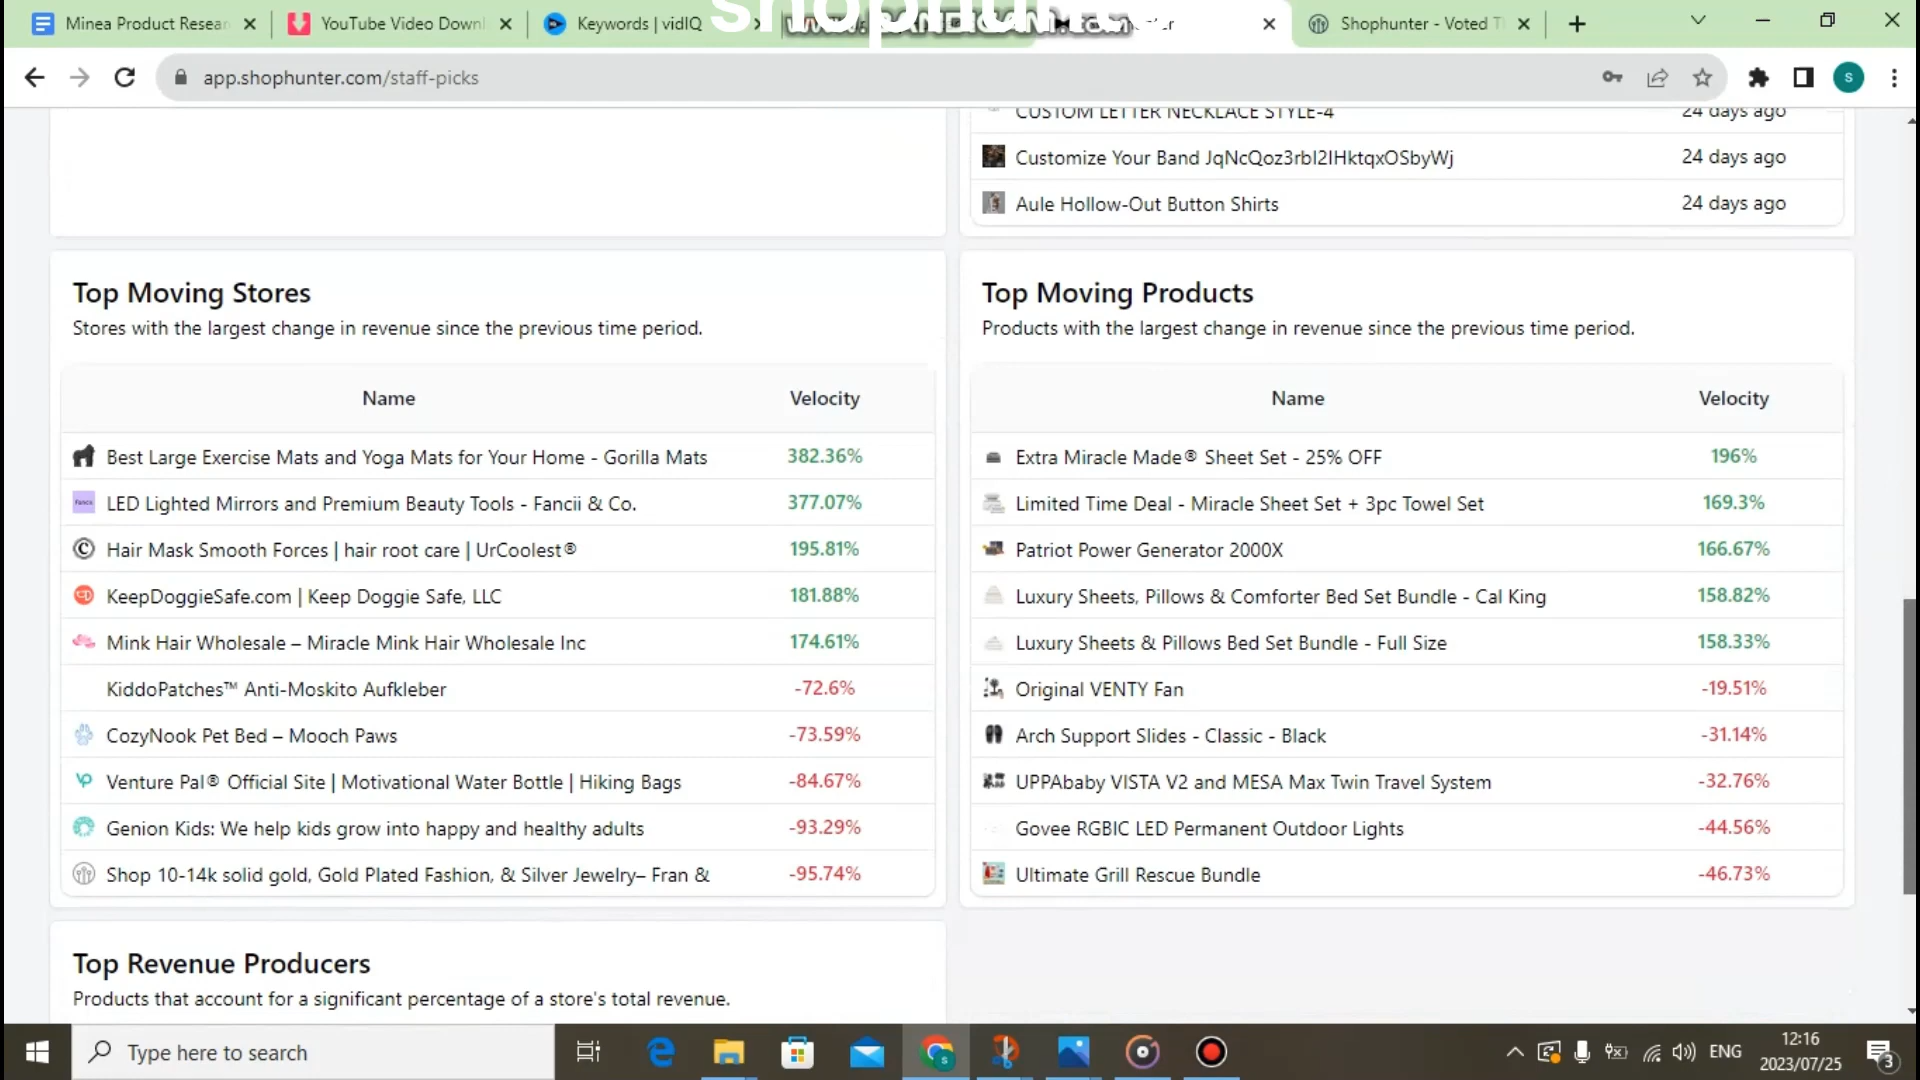 Minea Product Resear
YouTube Video Downl
Keywords | vidIQ
Shophunter - Voted T
app.shophunter.com/staff-picks
S
CUSTOM LETTER NECKLACE STYLE-4 24 days ago
Customize Your Band JqNcQoz3rbI2IHktqxOSbyWj 24 days ago
Aule Hollow-Out Button Shirts 24 days ago
Top Moving Stores
Stores with the largest change in revenue since the previous time period.
Name Velocity
Best Large Exercise Mats and Yoga Mats for Your Home - Gorilla Mats 382.36%
LED Lighted Mirrors and Premium Beauty Tools - Fancii & Co. 377.07%
Hair Mask Smooth Forces | hair root care | UrCoolest® 195.81%
KeepDoggieSafe.com | Keep Doggie Safe, LLC 181.88%
Mink Hair Wholesale – Miracle Mink Hair Wholesale Inc 174.61%
KiddoPatches™ Anti-Moskito Aufkleber -72.6%
CozyNook Pet Bed – Mooch Paws -73.59%
Venture Pal® Official Site | Motivational Water Bottle | Hiking Bags -84.67%
Genion Kids: We help kids grow into happy and healthy adults -93.29%
Shop 10-14k solid gold, Gold Plated Fashion, & Silver Jewelry– Fran & -95.74%
Top Moving Products
Products with the largest change in revenue since the previous time period.
Name Velocity
Extra Miracle Made® Sheet Set - 25% OFF 196%
Limited Time Deal - Miracle Sheet Set + 3pc Towel Set 169.3%
Patriot Power Generator 2000X 166.67%
Luxury Sheets, Pillows & Comforter Bed Set Bundle - Cal King 158.82%
Luxury Sheets & Pillows Bed Set Bundle - Full Size 158.33%
Original VENTY Fan -19.51%
Arch Support Slides - Classic - Black -31.14%
UPPAbaby VISTA V2 and MESA Max Twin Travel System -32.76%
Govee RGBIC LED Permanent Outdoor Lights -44.56%
Ultimate Grill Rescue Bundle -46.73%
Top Revenue Producers
Products that account for a significant percentage of a store's total revenue.
Type here to search
ENG
12:16
2023/07/25
3